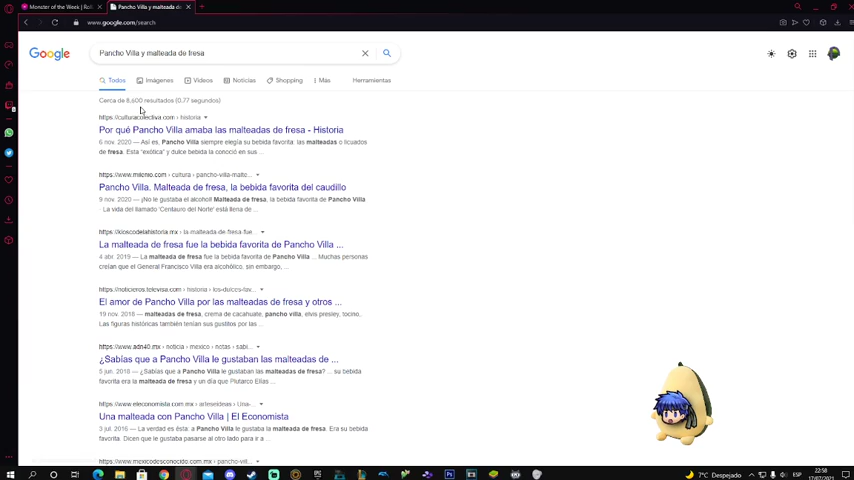 Monster of the Week | Rol
Pancho Villa y malteada de
www.google.com/search
Google
Pancho Villa y malteada de fresa
Todos
Imágenes
Vídeos
Noticias
Shopping
Más
Herramientas
Cerca de 8,600 resultados (0.77 segundos)
https://culturacolectiva.com › historia
Por qué Pancho Villa amaba las malteadas de fresa - Historia
6 nov. 2020 — Así es, Pancho Villa siempre elegía su bebida favorita: las malteadas o licuados
de fresa. Esta "exótica" y dulce bebida la conoció en sus ...
https://www.milenio.com › cultura › pancho-villa-malte...
Pancho Villa. Malteada de fresa, la bebida favorita del caudillo
9 nov. 2020 — ¡No le gustaba el alcohol! Malteada de fresa, la bebida favorita de Pancho Villa
· La vida del llamado 'Centauro del Norte' está llena de ...
https://kioscodelahistoria.mx › la-malteada-de-fresa-fue...
La malteada de fresa fue la bebida favorita de Pancho Villa ...
4 abr. 2019 — La malteada de fresa fue la bebida favorita de Pancho Villa ... Muchas personas
creían que el General Francisco Villa era alcohólico, sin embargo, ...
https://noticieros.televisa.com › historia › los-dulces-fav...
El amor de Pancho Villa por las malteadas de fresa y otros ...
19 nov. 2018 — malteadas de fresa, crema de cacahuate, pancho villa, elvis presley, tocino..
Las figuras históricas también tenían sus gustitos por las ...
https://www.adn40.mx › noticia › mexico › notas › sabi...
¿Sabías que a Pancho Villa le gustaban las malteadas de ...
5 jun. 2018 — ¿Sabías que a Pancho Villa le gustaban las malteadas de fresa? ... su bebida
favorita era la malteada de fresa y un día que Plutarco Elías ...
https://www.eleconomista.com.mx › arteseideas › Una-...
Una malteada con Pancho Villa | El Economista
3 jul. 2016 — La verdad es ésta: a Pancho Villa le gustaba la malteada de fresa. Era su bebida
favorita. Dicen que le gustaba pasarse al otro lado para ir a ...
https://www.mexicodesconocido.com.mx › pancho-vill...
7°C Despejado
ESP
22:58
17/07/2021